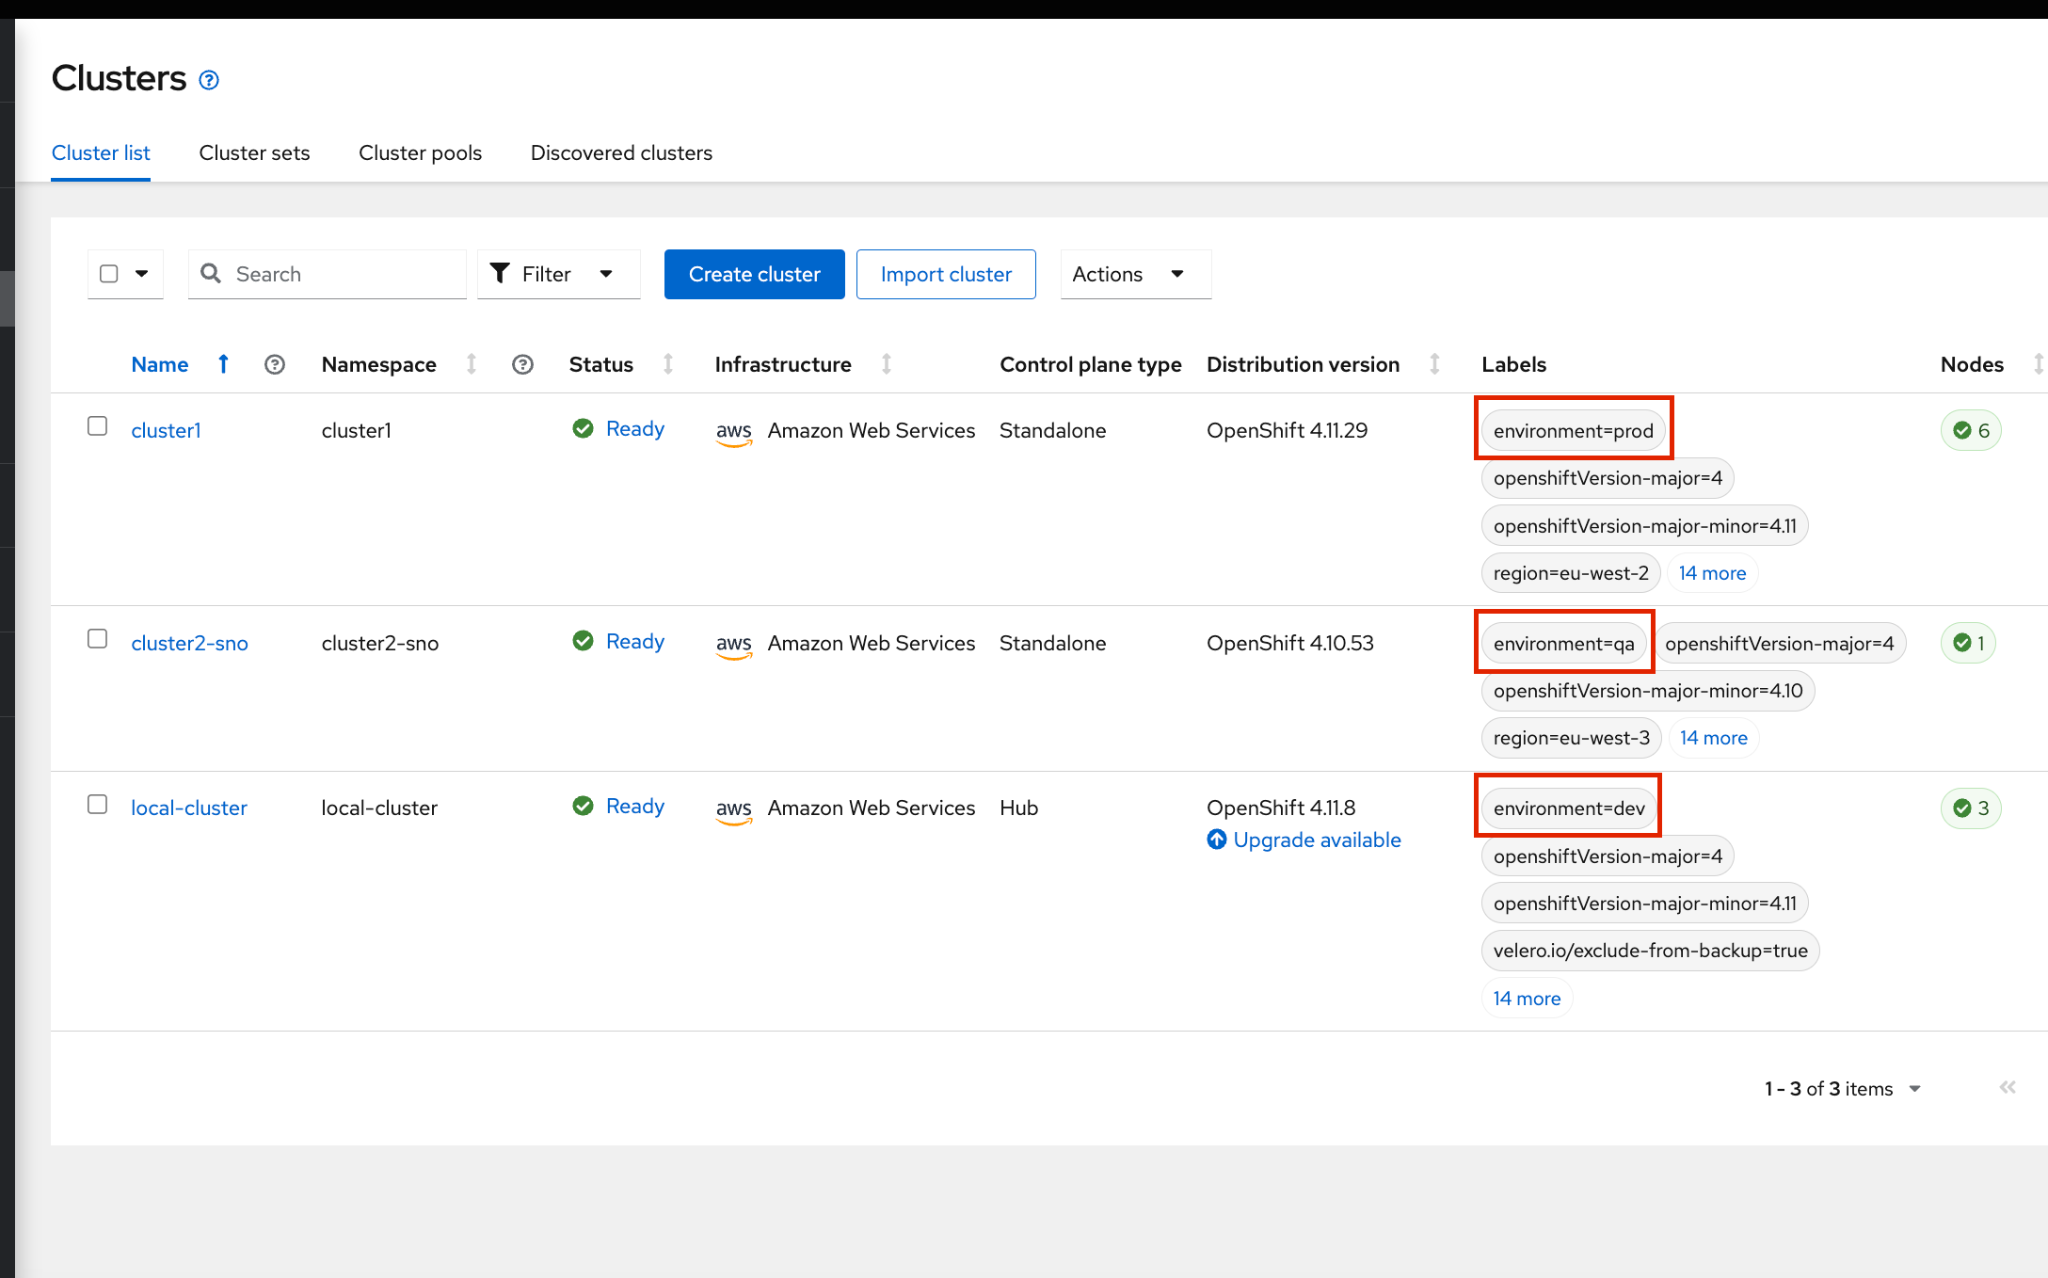 Clusters
Cluster list Cluster sets Cluster pools Discovered clusters
Search Filter Create cluster Import cluster Actions
Name Namespace Status Infrastructure Control plane type Distribution version Labels Nodes
cluster1 cluster1 Ready aws Amazon Web Services Standalone OpenShift 4.11.29 environment=prod 6
openshiftVersion-major=4
openshiftVersion-major-minor=4.11
region=eu-west-2 14 more
cluster2-sno cluster2-sno Ready aws Amazon Web Services Standalone OpenShift 4.10.53 environment=qa openshiftVersion-major=4 1
openshiftVersion-major-minor=4.10
region=eu-west-3 14 more
local-cluster local-cluster Ready aws Amazon Web Services Hub OpenShift 4.11.8 environment=dev 3
Upgrade available
openshiftVersion-major=4
openshiftVersion-major-minor=4.11
velero.io/exclude-from-backup=true
14 more
1 - 3 of 3 items